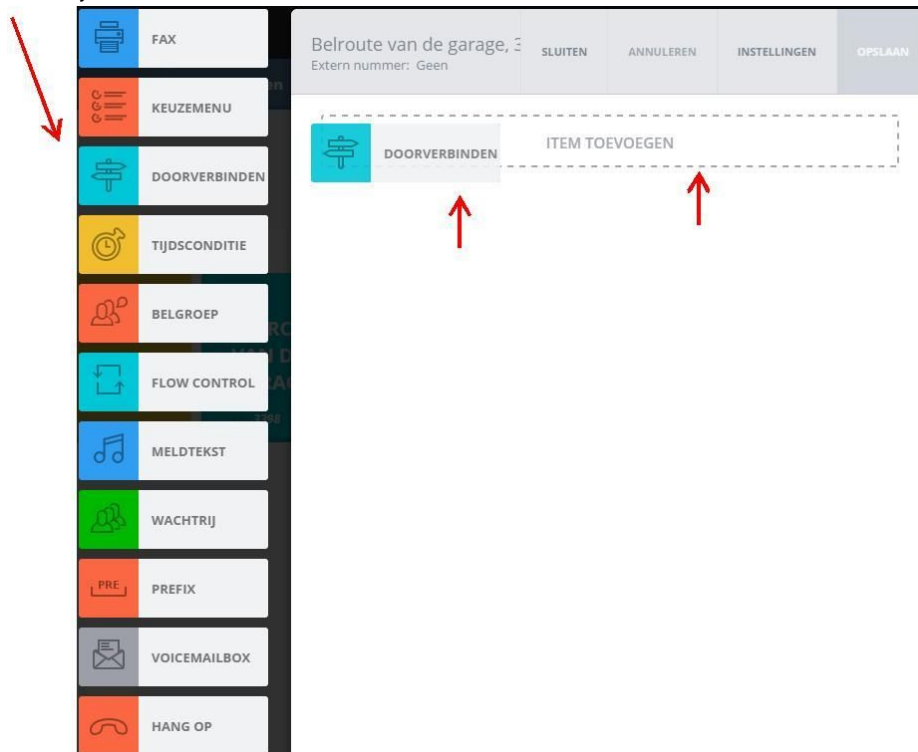 FAX
KEUZEMENU
DOORVERBINDEN
TIJDSCONDITIE
BELGROEP
FLOW CONTROL
MELDTEKST
WACHTRIJ
PRE
PREFIX
VOICEMAILBOX
HANG OP
Belroute van de garage, 3
Extern nummer: Geen
SLUITEN
ANNULEREN
INSTELLINGEN
OPSLAAN
DOORVERBINDEN
ITEM TOEVOEGEN